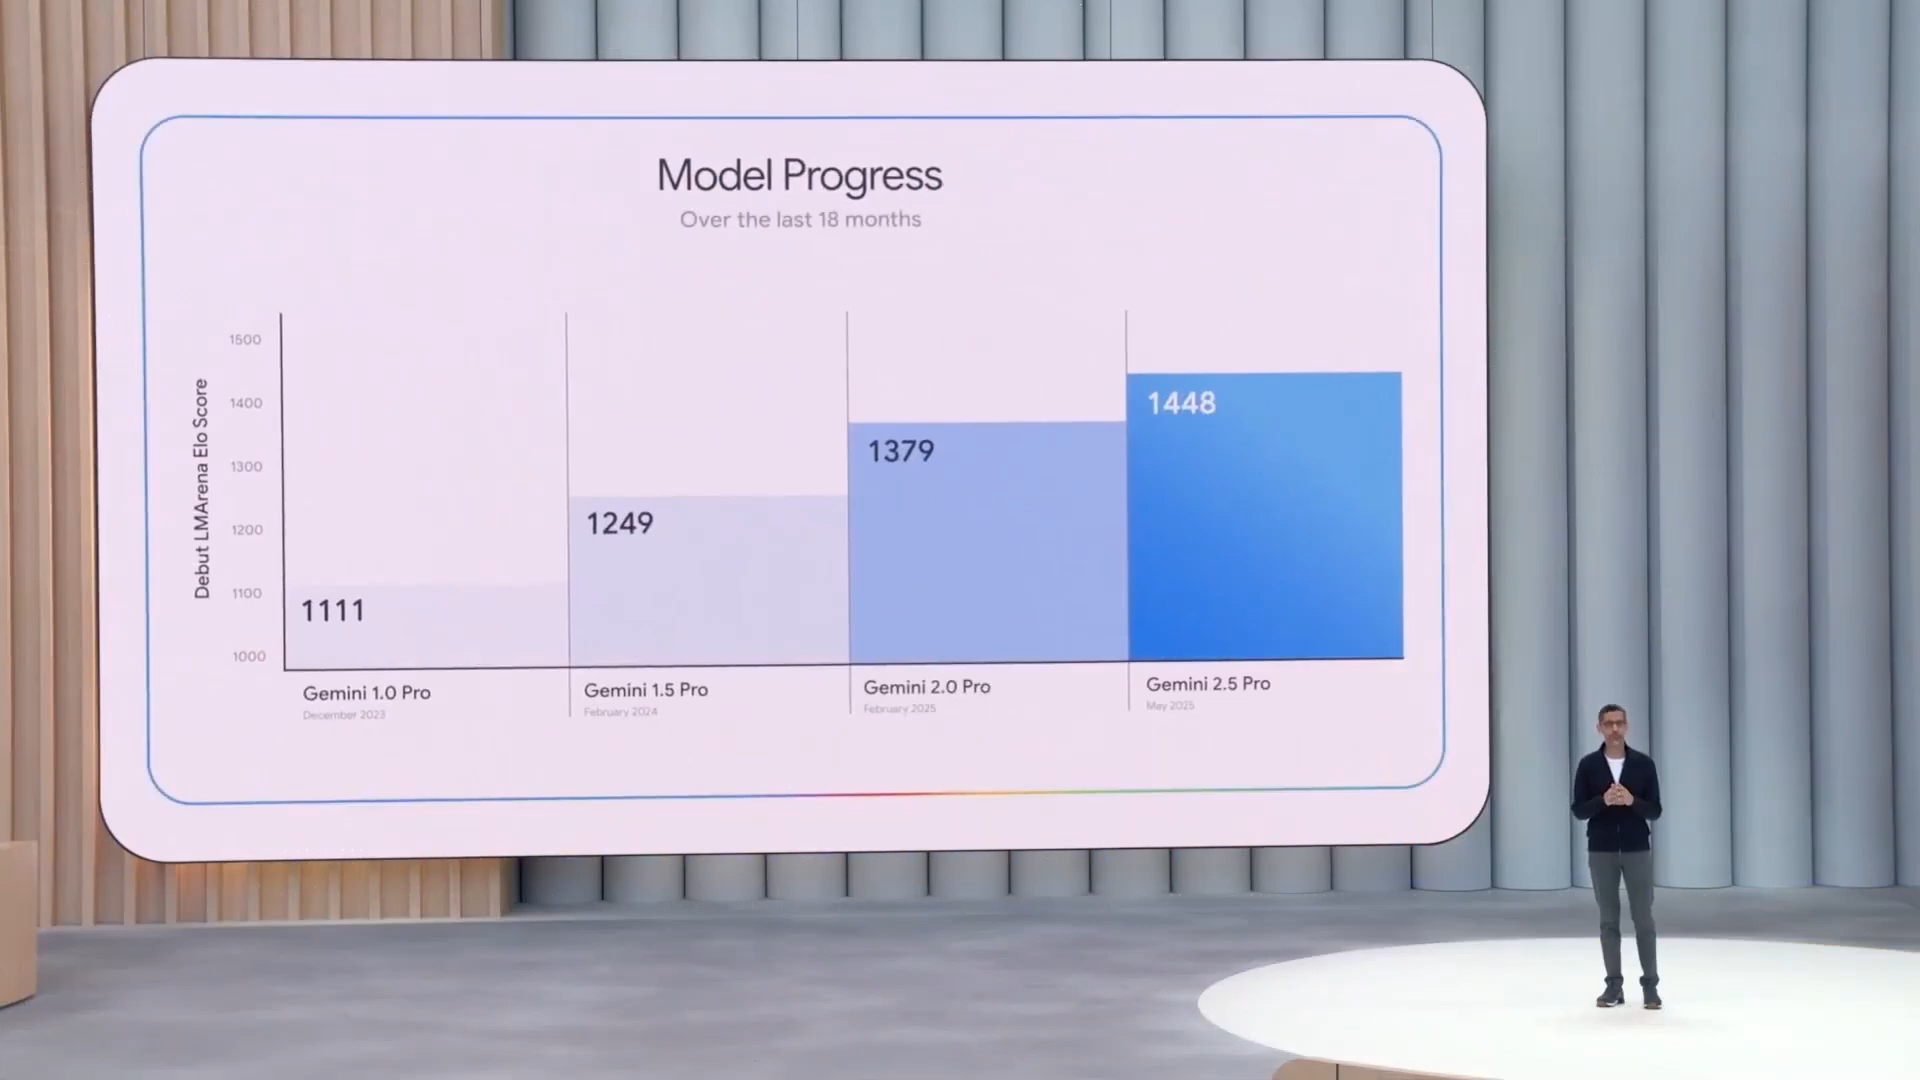 Model Progress
Over the last 18 months
Debut LMArena Elo Score
1500
1400
1300
1200
1100
1000
1111
1249
1379
1448
Gemini 1.0 Pro
December 2023
Gemini 1.5 Pro
February 2024
Gemini 2.0 Pro
February 2025
Gemini 2.5 Pro
May 2025